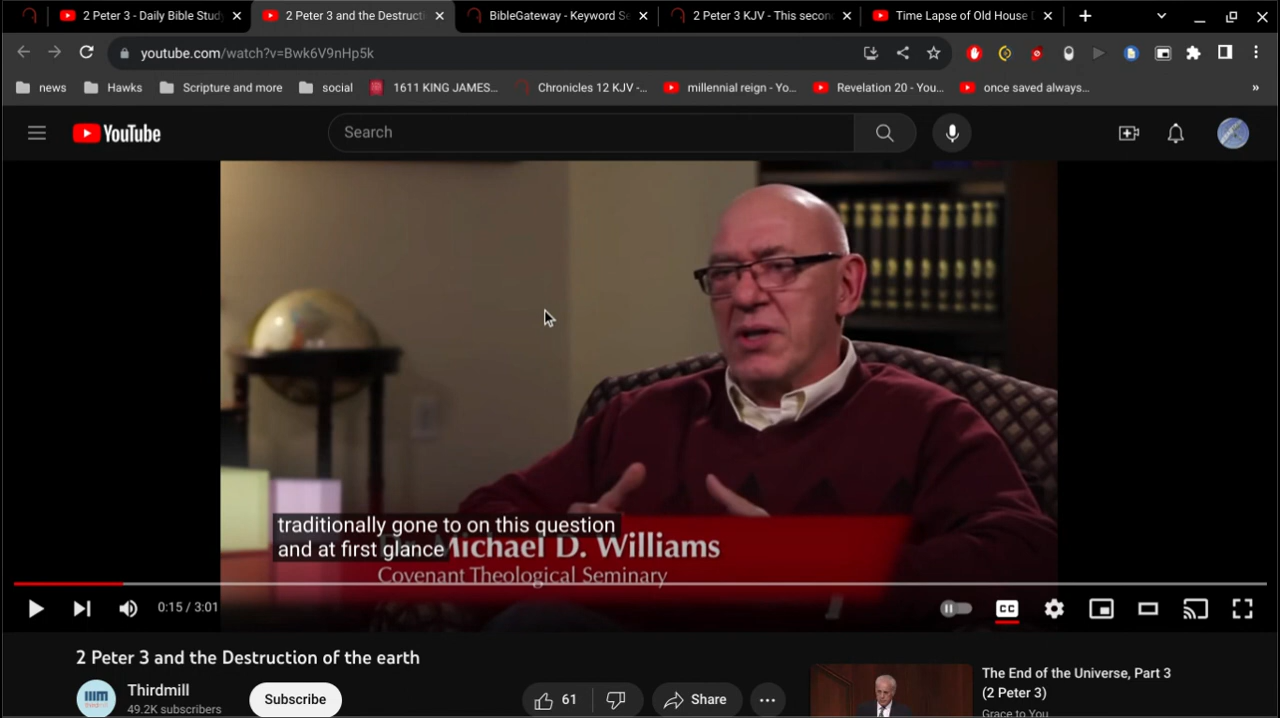 2 Peter 3 - Daily Bible Stud
2 Peter 3 and the Destructi
BibleGateway - Keyword Se
2 Peter 3 KJV - This secon
Time Lapse of Old House
youtube.com/watch?v=Bwk6V9nHp5k
news
Hawks
Scripture and more
social
1611 KING JAMES...
Chronicles 12 KJV -...
millennial reign - Yo...
Revelation 20 - You...
once saved always...
»
YouTube
Search
traditionally gone to on this question
and at first glance
Michael D. Williams
Covenant Theological Seminary
0:15 / 3:01
CC
2 Peter 3 and the Destruction of the earth
Thirdmill
49.2K subscribers
Subscribe
61
Share
The End of the Universe, Part 3
(2 Peter 3)
Grace to You